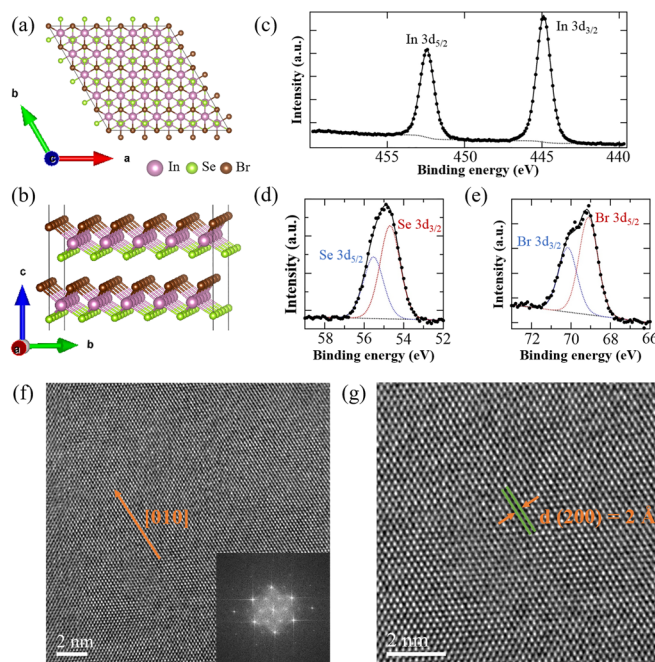 (a)
b
c
a
In Se Br
(b)
c
a
b
(c)
In 3d5/2
In 3d3/2
Intensity (a.u.)
455 450 445 440
Binding energy (eV)
(d)
Se 3d3/2
Se 3d5/2
Intensity (a.u.)
58 56 54 52
Binding energy (eV)
(e)
Br 3d5/2
Br 3d3/2
Intensity (a.u.)
72 70 68 66
Binding energy (eV)
(f)
[010]
2 nm
(g)
d (200) = 2 Å
2 nm